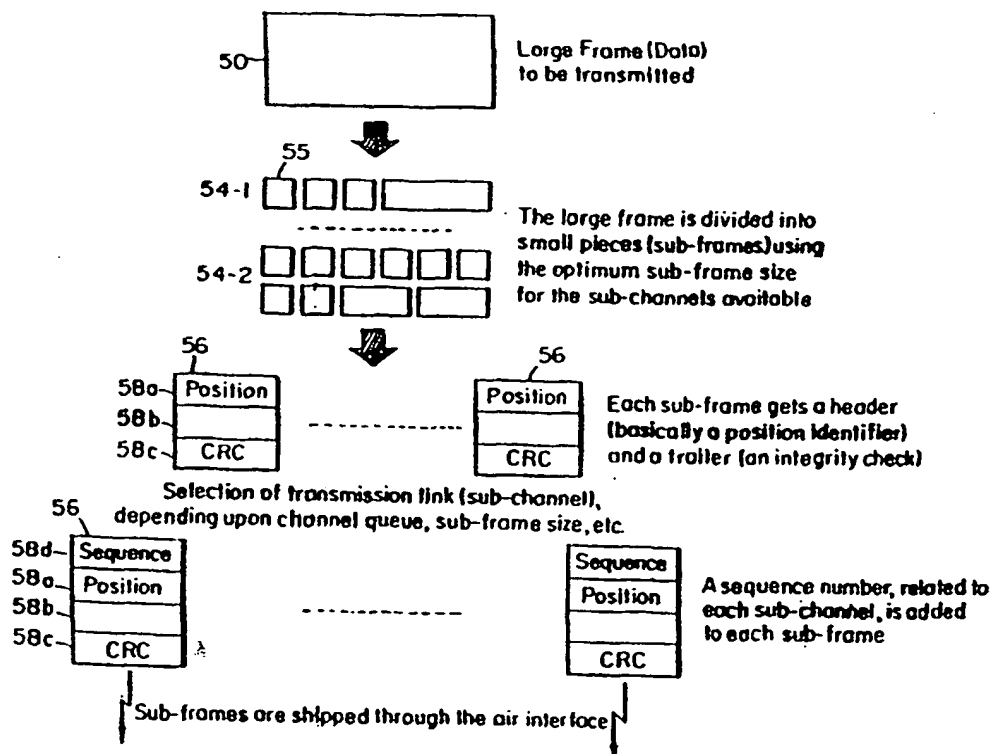 50
Large Frame (Data)
to be transmitted
55
54-1
54-2
The large frame is divided into
small pieces (sub-frames) using
the optimum sub-frame size
for the sub-channels available
56
58a
Position
58b
58c
CRC
56
Position
CRC
Each sub-frame gets a header
(basically a position identifier)
and a trailer (an integrity check)
Selection of transmission link (sub-channel),
depending upon channel queue, sub-frame size, etc.
56
58d
Sequence
58a
Position
58b
58c
CRC
Sequence
Position
CRC
A sequence number, related to
each sub-channel, is added
to each sub-frame
Sub-frames are shipped through the air interface